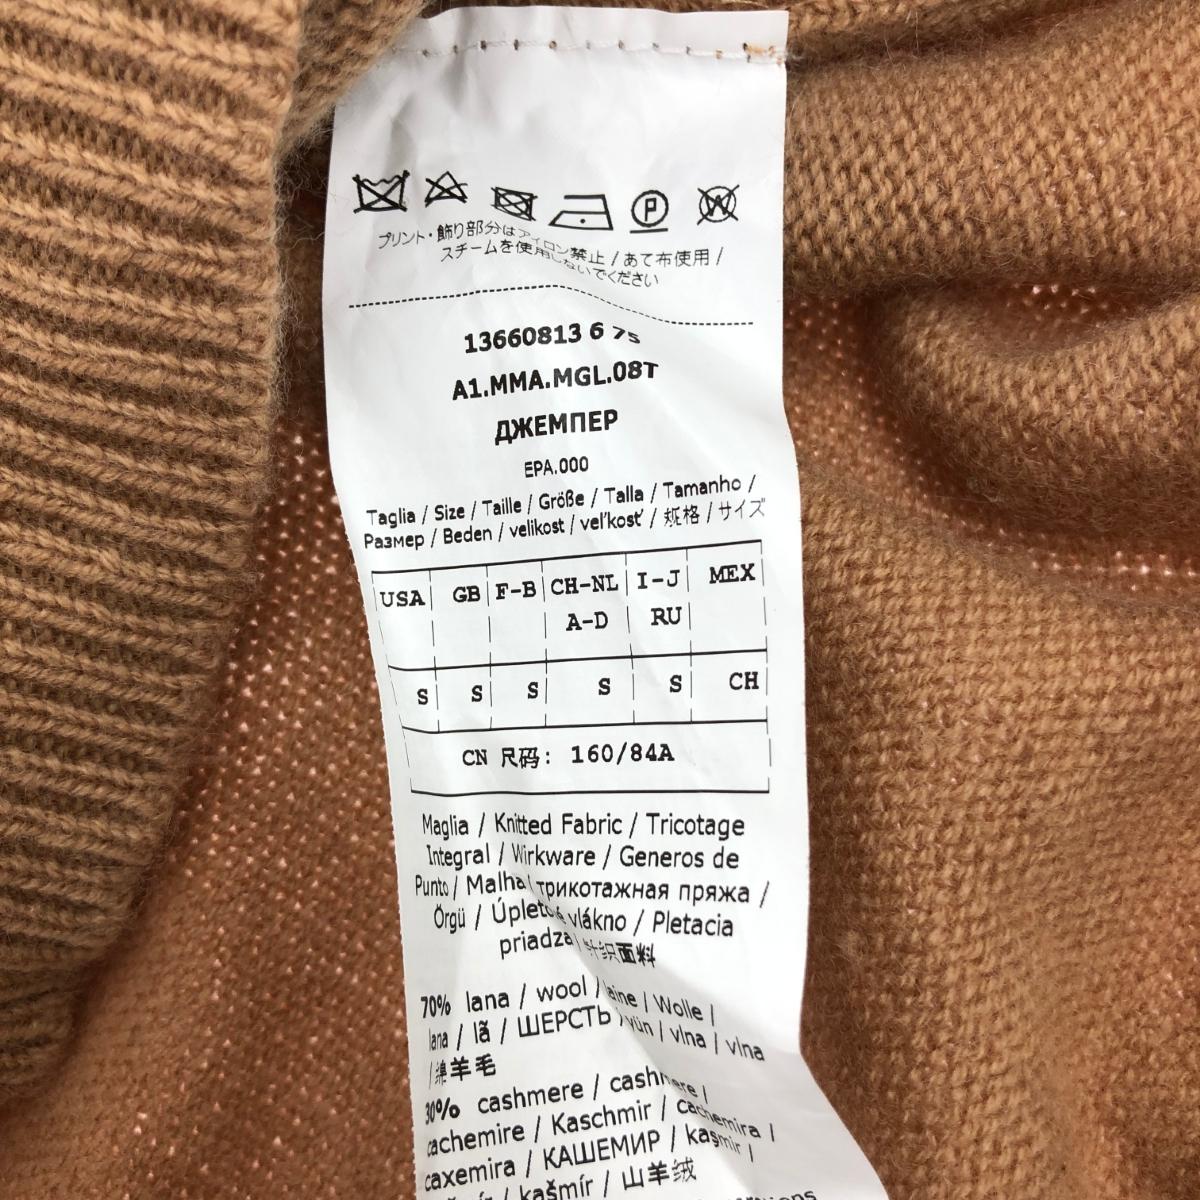 P W
プリント・飾り部分はアイロン禁止 / あて布使用 /
スチームを使用しないでください
13660813 6 75
A1.MMA.MGL.08T
ДЖЕМПЕР
EPA.000
Taglia / Size / Taille / Größe / Talla / Tamanho /
Размер / Beden / velikost / veľkosť / 规格 / サイズ
USA GB F-B CH-NL I-J MEX
A-D RU
S S S S S CH
CN 尺码: 160/84A
Maglia / Knitted Fabric / Tricotage
Integral / Wirkware / Generos de
Punto / Malha / трикотажная пряжа /
Örgü / Úpletové vlákno / Pletacia
priadza / 针织面料
70% lana / wool / laine / Wolle /
lana / lã / ШЕРСТЬ / yün / vlna / vlna
/ 绵羊毛
30% cashmere / cashmere /
cachemire / Kaschmir / cachemira /
caxemira / КАШЕМИР / kaşmir /
kašmír / kašmír / 山羊绒